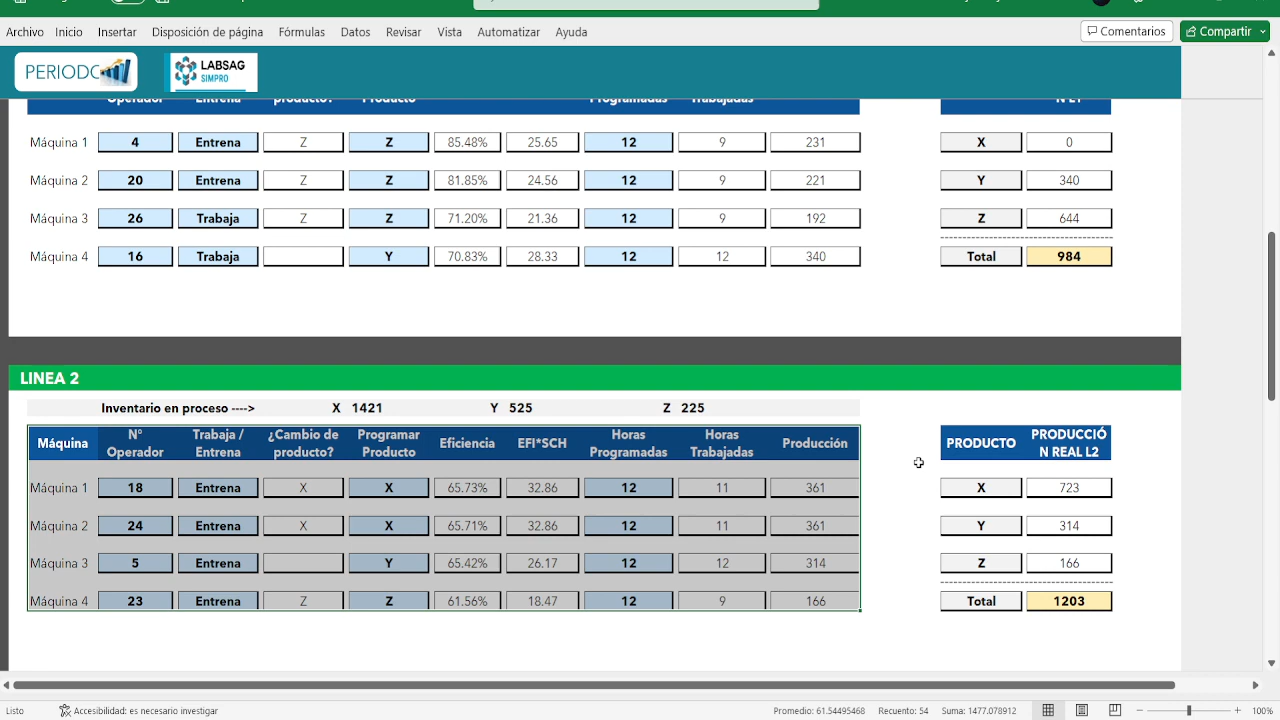 Archivo Inicio Insertar Disposición de página Fórmulas Datos Revisar Vista Automatizar Ayuda Comentarios Compartir
PERIODO LABSAG SIMPRO
Operador Entrena producto? Producto Programadas Trabajadas N L1
Máquina 1 4 Entrena Z Z 85.48% 25.65 12 9 231 X 0
Máquina 2 20 Entrena Z Z 81.85% 24.56 12 9 221 Y 340
Máquina 3 26 Trabaja Z Z 71.20% 21.36 12 9 192 Z 644
Máquina 4 16 Trabaja Y 70.83% 28.33 12 12 340 Total 984
LINEA 2
Inventario en proceso ----> X 1421 Y 525 Z 225
Máquina N° Operador Trabaja / Entrena ¿Cambio de producto? Programar Producto Eficiencia EFI*SCH Horas Programadas Horas Trabajadas Producción PRODUCTO PRODUCCIÓ N REAL L2
Máquina 1 18 Entrena X X 65.73% 32.86 12 11 361 X 723
Máquina 2 24 Entrena X X 65.71% 32.86 12 11 361 Y 314
Máquina 3 5 Entrena Y 65.42% 26.17 12 12 314 Z 166
Máquina 4 23 Entrena Z Z 61.56% 18.47 12 9 166 Total 1203
Listo Accesibilidad: es necesario investigar Promedio: 61.54495468 Recuento: 54 Suma: 1477.078912 100%